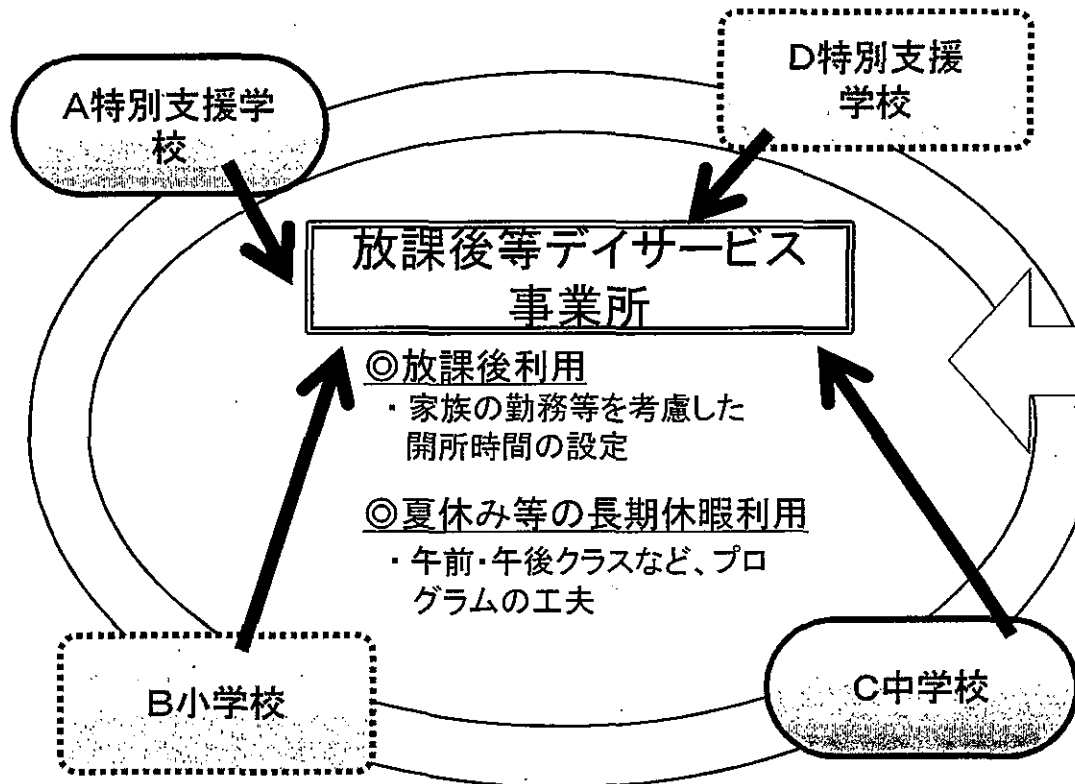 A特別支援学
校
D特別支援
学校
放課後等デイサービス
事業所
◎放課後利用
・家族の勤務等を考慮した
開所時間の設定
◎夏休み等の長期休暇利用
・午前・午後クラスなど、プロ
グラムの工夫
B小学校
C中学校